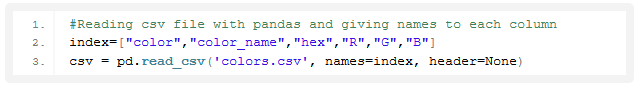 1. #Reading csv file with pandas and giving names to each column
2. index=["color","color_name","hex","R","G","B"]
3. csv = pd.read_csv('colors.csv', names=index, header=None)